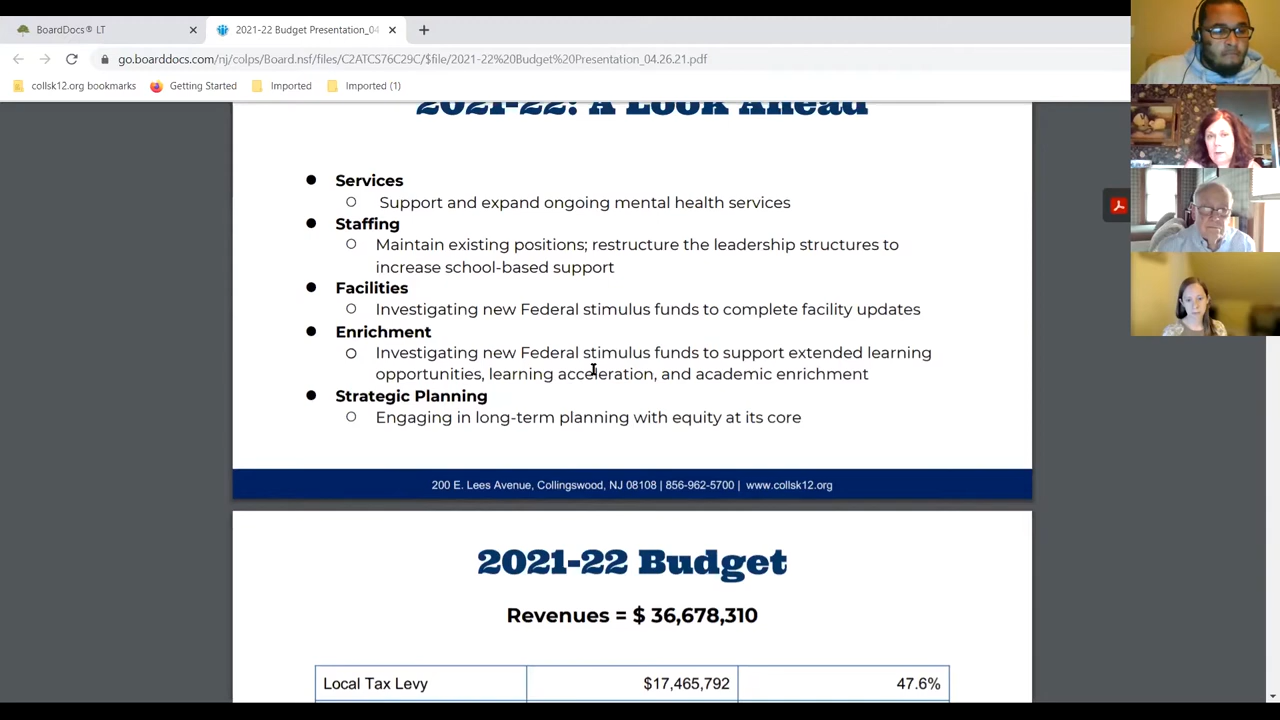 BoardDocs® LT
2021-22 Budget Presentation_04
go.boarddocs.com/nj/colps/Board.nsf/files/C2ATCS76C29C/$file/2021-22%20Budget%20Presentation_04.26.21.pdf
collsk12.org bookmarks
Getting Started
Imported
Imported (1)
2021-22: A Look Ahead
Services
Support and expand ongoing mental health services
Staffing
Maintain existing positions; restructure the leadership structures to
increase school-based support
Facilities
Investigating new Federal stimulus funds to complete facility updates
Enrichment
Investigating new Federal stimulus funds to support extended learning
opportunities, learning acceleration, and academic enrichment
Strategic Planning
Engaging in long-term planning with equity at its core
200 E. Lees Avenue, Collingswood, NJ 08108 | 856-962-5700 | www.collsk12.org
2021-22 Budget
Revenues = $ 36,678,310
Local Tax Levy $17,465,792 47.6%